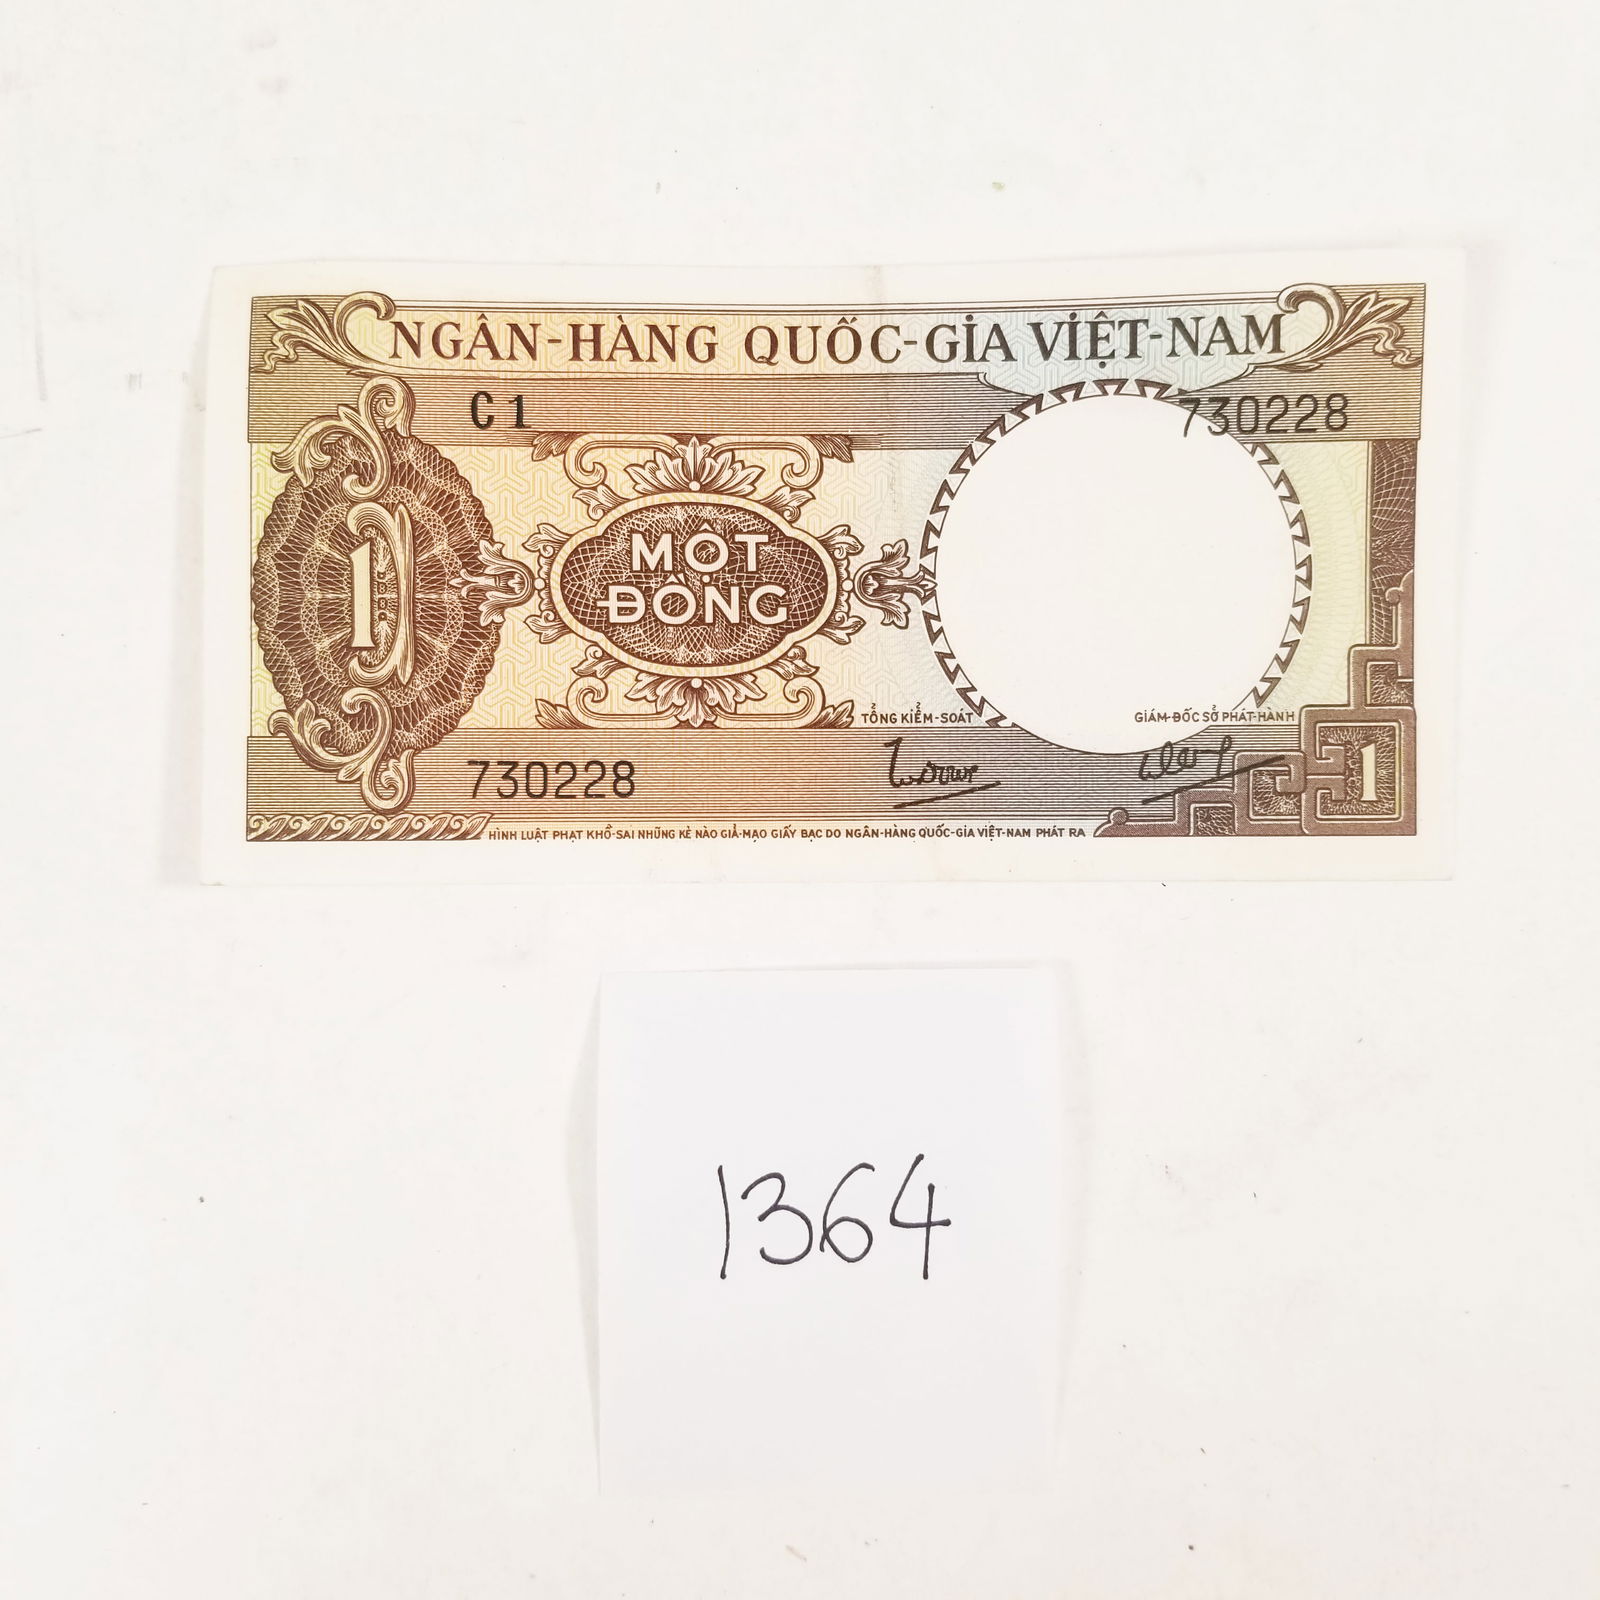 NGÂN-HÀNG QUỐC-GIA VIỆT-NAM
C1 730228
1
MỘT
ĐỒNG
TỔNG KIỂM-SOÁT GIÁM-ĐỐC SỞ PHÁT-HÀNH
730228
1
HÌNH LUẬT PHẠT KHỔ-SAI NHỮNG KẺ NÀO GIẢ-MẠO GIẤY BẠC DO NGÂN-HÀNG QUỐC-GIA VIỆT-NAM PHÁT RA
1364